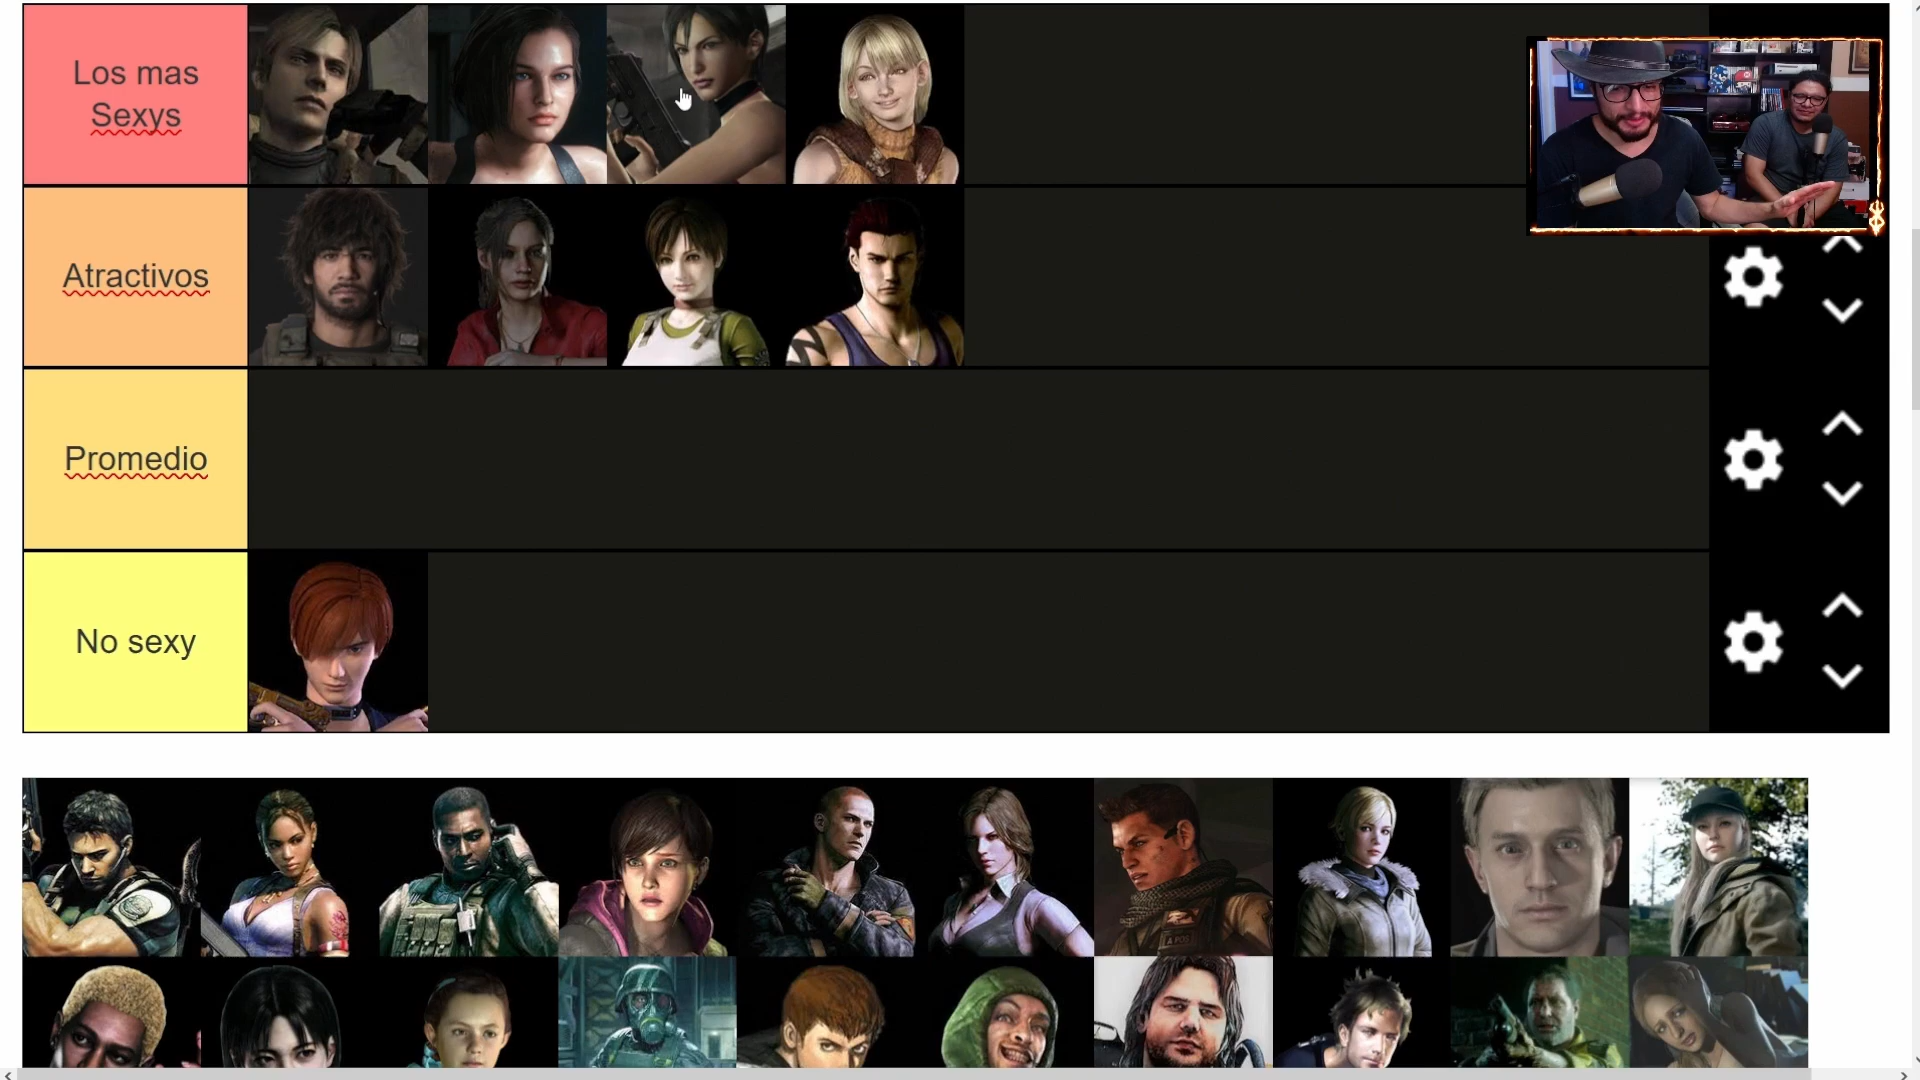 Los mas
Sexys
Atractivos
Promedio
No sexy